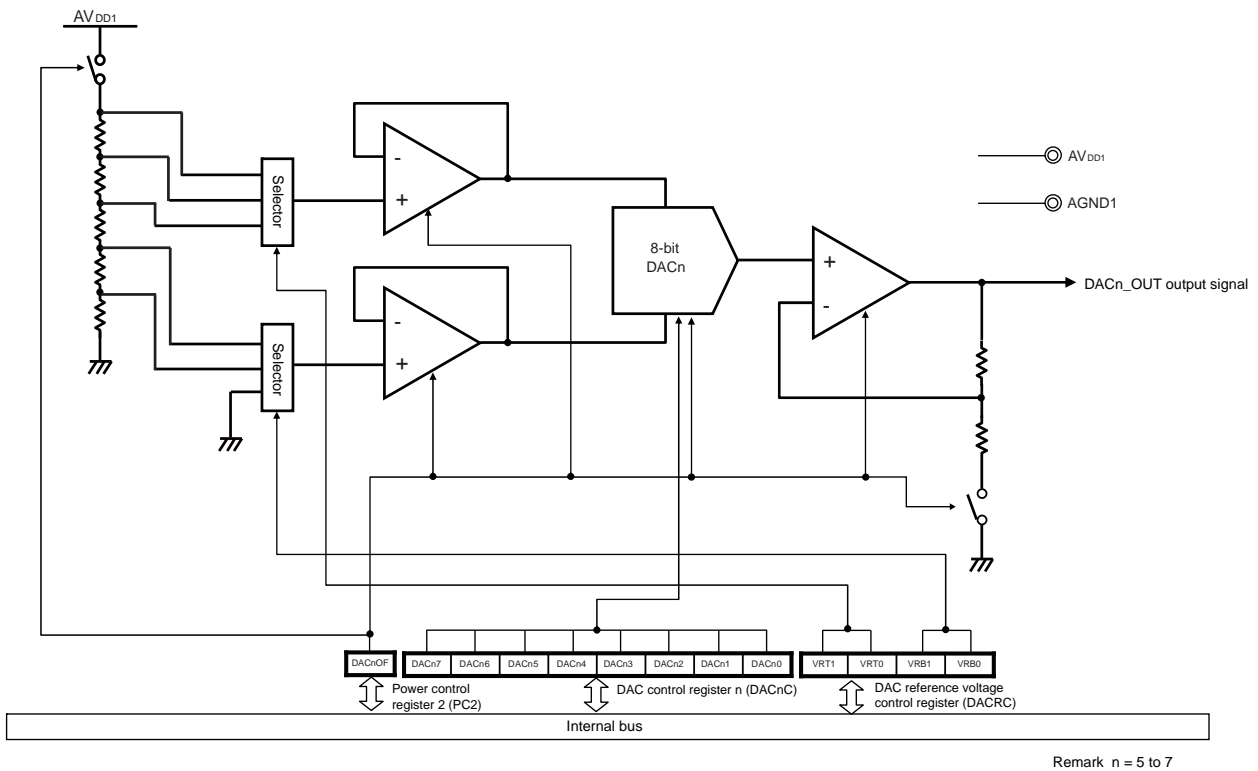 AVDD1
Selector
-
+
8-bit
DACn
+
-
AVDD1
AGND1
DACn_OUT output signal
Selector
-
+
DACnOF
DACn7 DACn6 DACn5 DACn4 DACn3 DACn2 DACn1 DACn0
VRT1 VRT0 VRB1 VRB0
Power control
register 2 (PC2)
DAC control register n (DACnC)
DAC reference voltage
control register (DACRC)
Internal bus
Remark n = 5 to 7